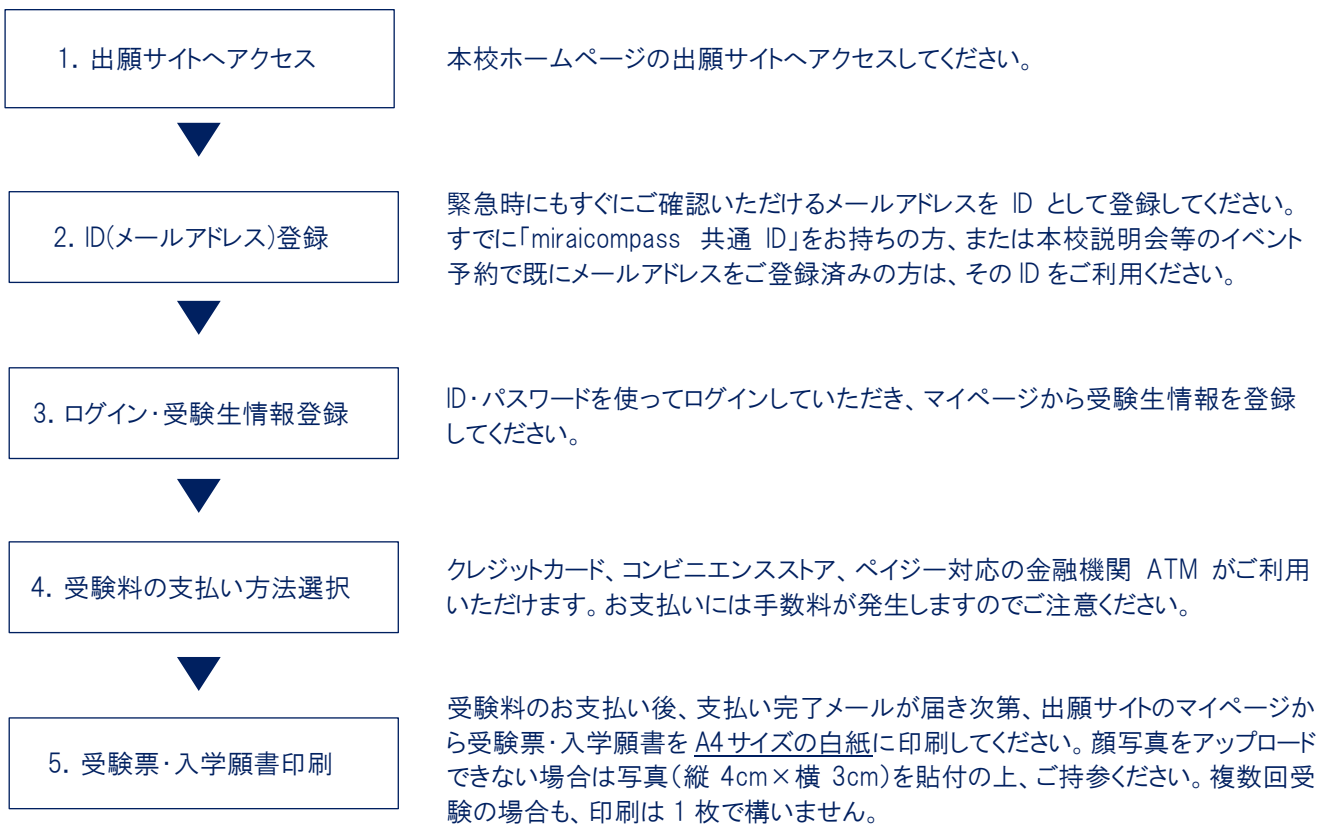 1. 出願サイトへアクセス
本校ホームページの出願サイトへアクセスしてください。
2. ID(メールアドレス)登録
緊急時にもすぐにご確認いただけるメールアドレスを ID として登録してください。
すでに「miraicompass 共通 ID」をお持ちの方、または本校説明会等のイベント
予約で既にメールアドレスをご登録済みの方は、その ID をご利用ください。
3. ログイン・受験生情報登録
ID・パスワードを使ってログインしていただき、マイページから受験生情報を登録
してください。
4. 受験料の支払い方法選択
クレジットカード、コンビニエンスストア、ペイジー対応の金融機関 ATM がご利用
いただけます。お支払いには手数料が発生しますのでご注意ください。
5. 受験票・入学願書印刷
受験料のお支払い後、支払い完了メールが届き次第、出願サイトのマイページか
ら受験票・入学願書を A4 サイズの白紙に印刷してください。顔写真をアップロード
できない場合は写真(縦 4cm×横 3cm)を貼付の上、ご持参ください。複数回受
験の場合も、印刷は 1 枚で構いません。